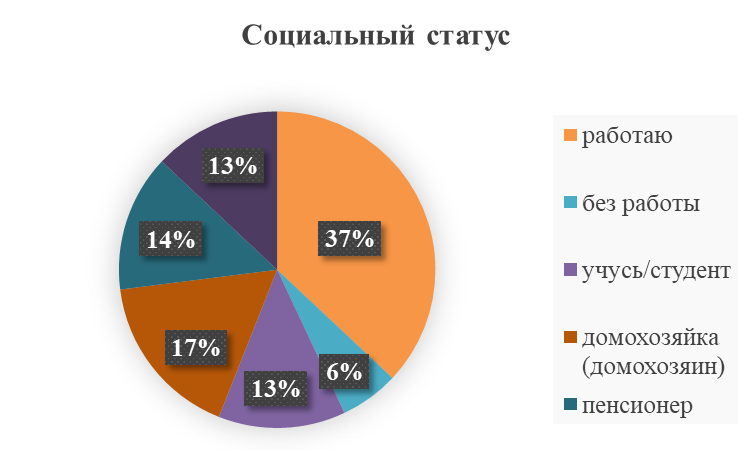 Социальный статус
13%
37%
14%
17%
6%
13%
работаю
без работы
учусь/студент
домохозяйка
(домохозяин)
пенсионер